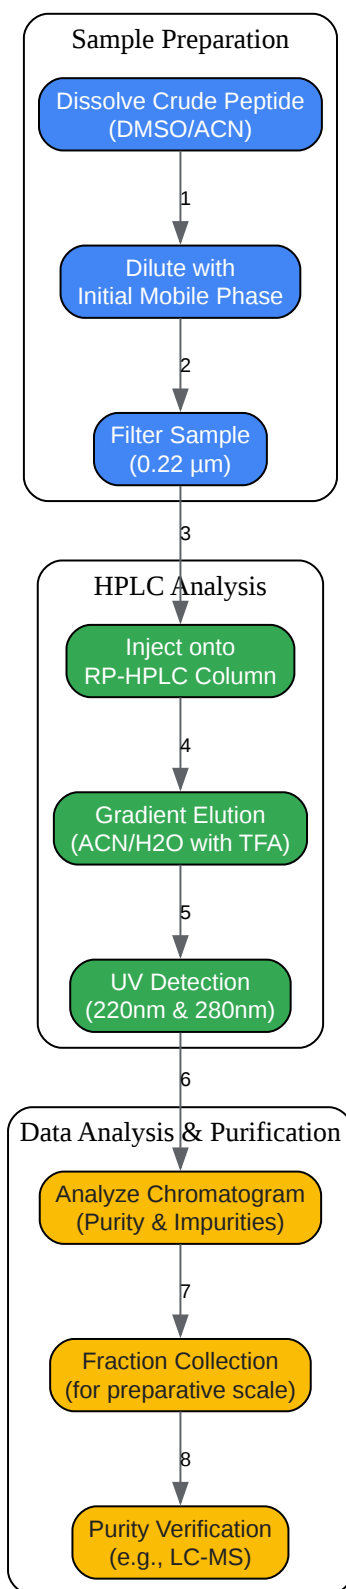 Sample Preparation
Dissolve Crude Peptide
(DMSO/ACN)
1
Dilute with
Initial Mobile Phase
2
Filter Sample
(0.22 µm)
3
HPLC Analysis
Inject onto
RP-HPLC Column
4
Gradient Elution
(ACN/H2O with TFA)
5
UV Detection
(220nm & 280nm)
6
Data Analysis & Purification
Analyze Chromatogram
(Purity & Impurities)
7
Fraction Collection
(for preparative scale)
8
Purity Verification
(e.g., LC-MS)